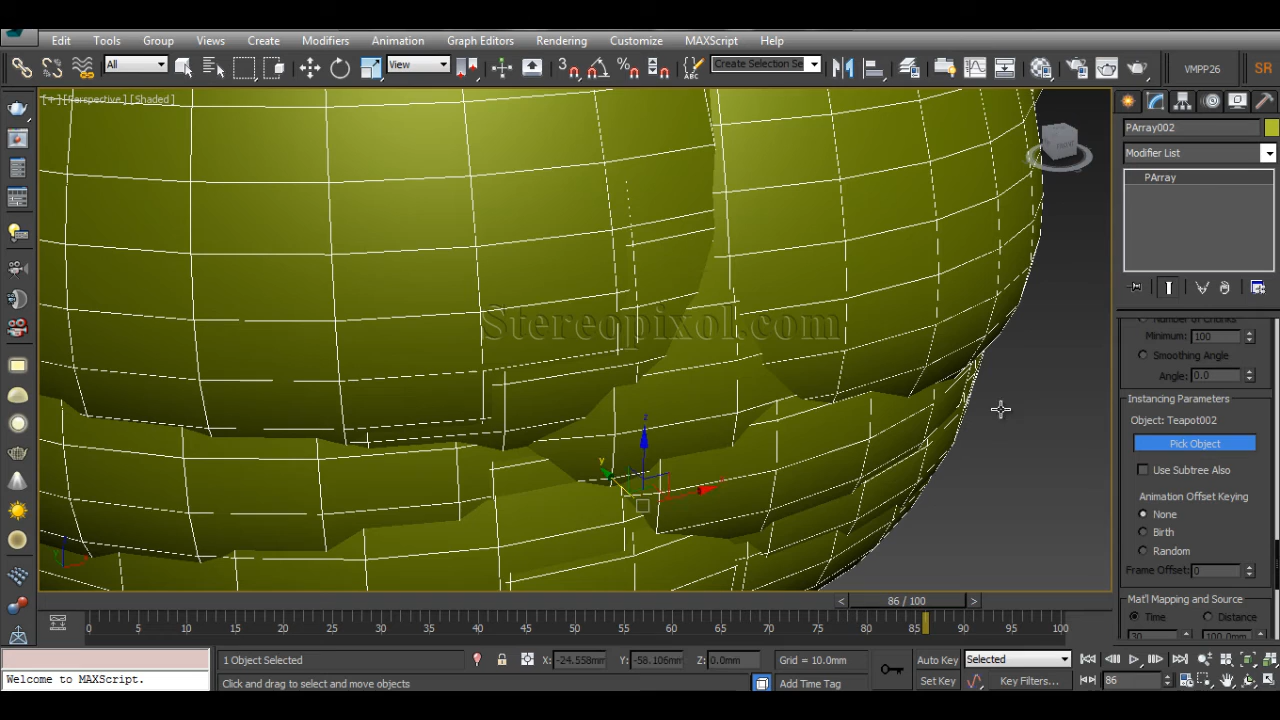 Edit Tools Group Views Create Modifiers Animation Graph Editors Rendering Customize MAXScript Help
All View Create Selection Se VMPP26 SR
[+][Perspective][Shaded]
PArray002
Modifier List
PArray
Stereopixol.com
Number of Chunks
Minimum: 100
Smoothing Angle
Angle: 0.0
Instancing Parameters
Object: Teapot002
Pick Object
Use Subtree Also
Animation Offset Keying
None
Birth
Random
Frame Offset: 0
Mat'l Mapping and Source
Time Distance
30 100.0mm
86 / 100
0 5 10 15 20 25 30 35 40 45 50 55 60 65 70 75 80 85 90 95 100
1 Object Selected X: -24.558mm Y: -58.106mm Z: 0.0mm Grid = 10.0mm Auto Key Selected
Welcome to MAXScript. Click and drag to select and move objects Add Time Tag Set Key Key Filters... 86